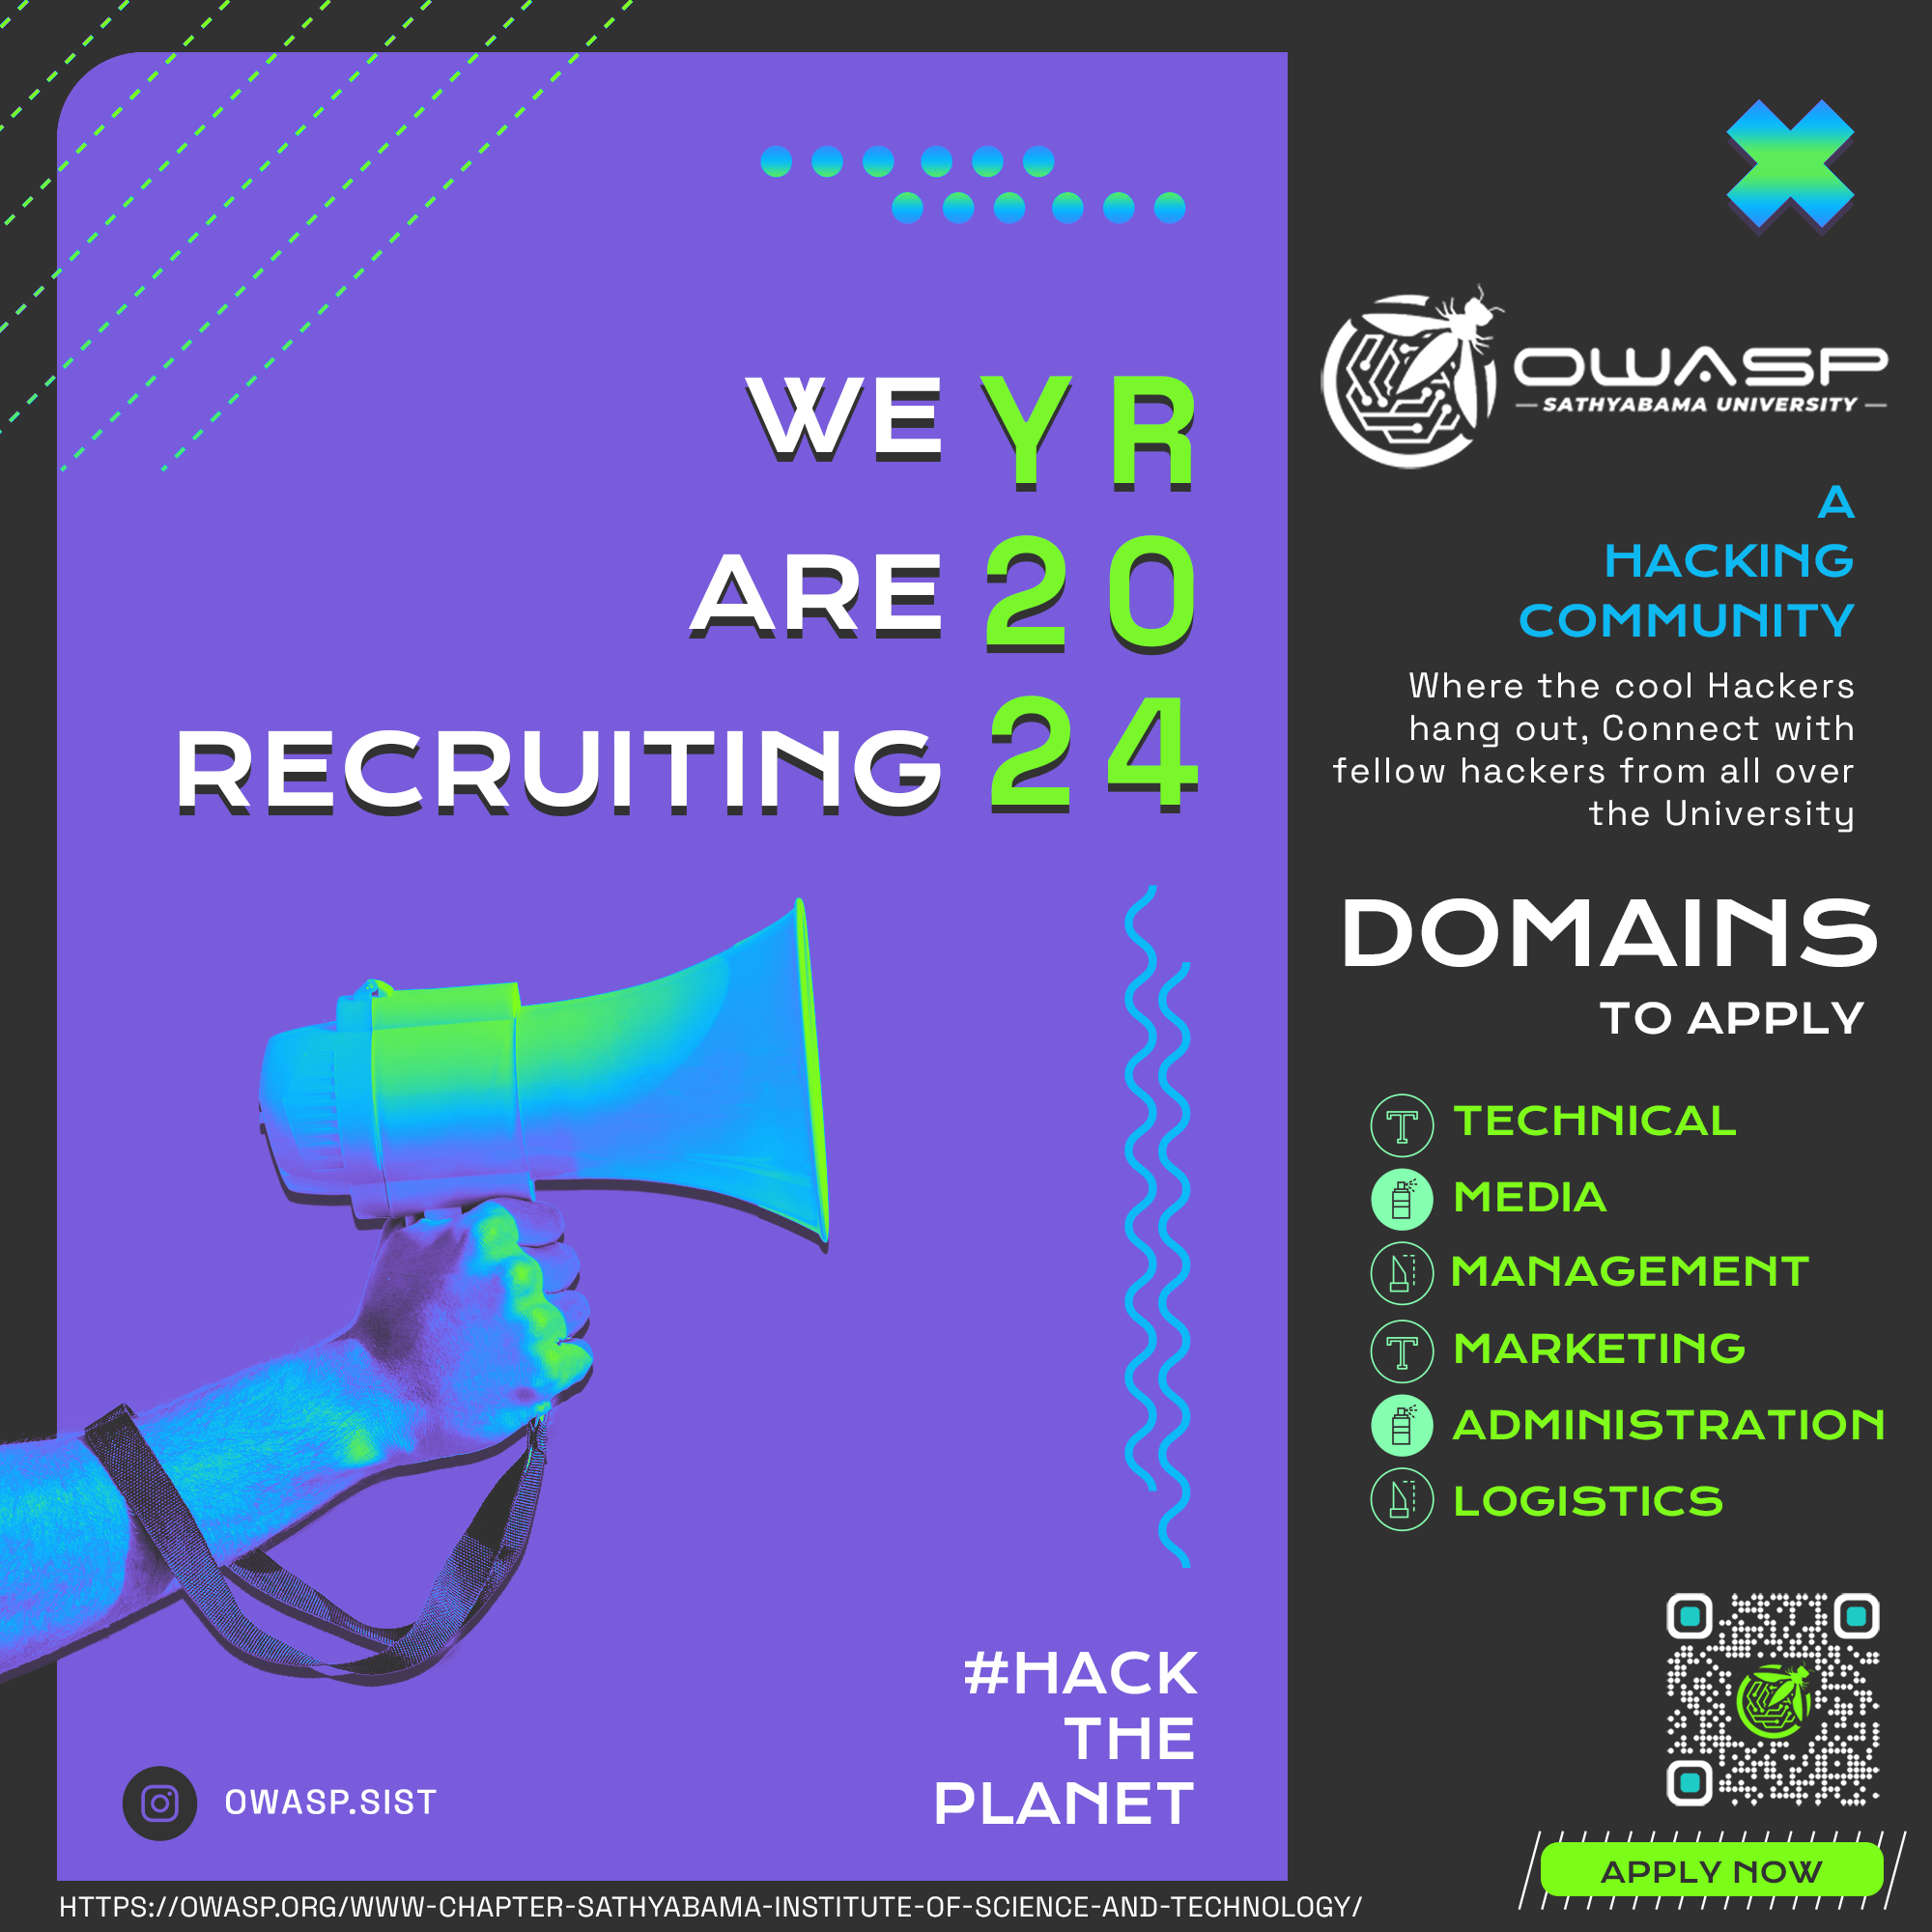 WE YR
ARE 20
RECRUITING 24
#HACK
THE
PLANET
OWASP.SIST
HTTPS://OWASP.ORG/WWW-CHAPTER-SATHYABAMA-INSTITUTE-OF-SCIENCE-AND-TECHNOLOGY/
OWASP
SATHYABAMA UNIVERSITY
A
HACKING
COMMUNITY
Where the cool Hackers
hang out, Connect with
fellow hackers from all over
the University
DOMAINS
TO APPLY
T TECHNICAL
MEDIA
MANAGEMENT
T MARKETING
ADMINISTRATION
LOGISTICS
APPLY NOW